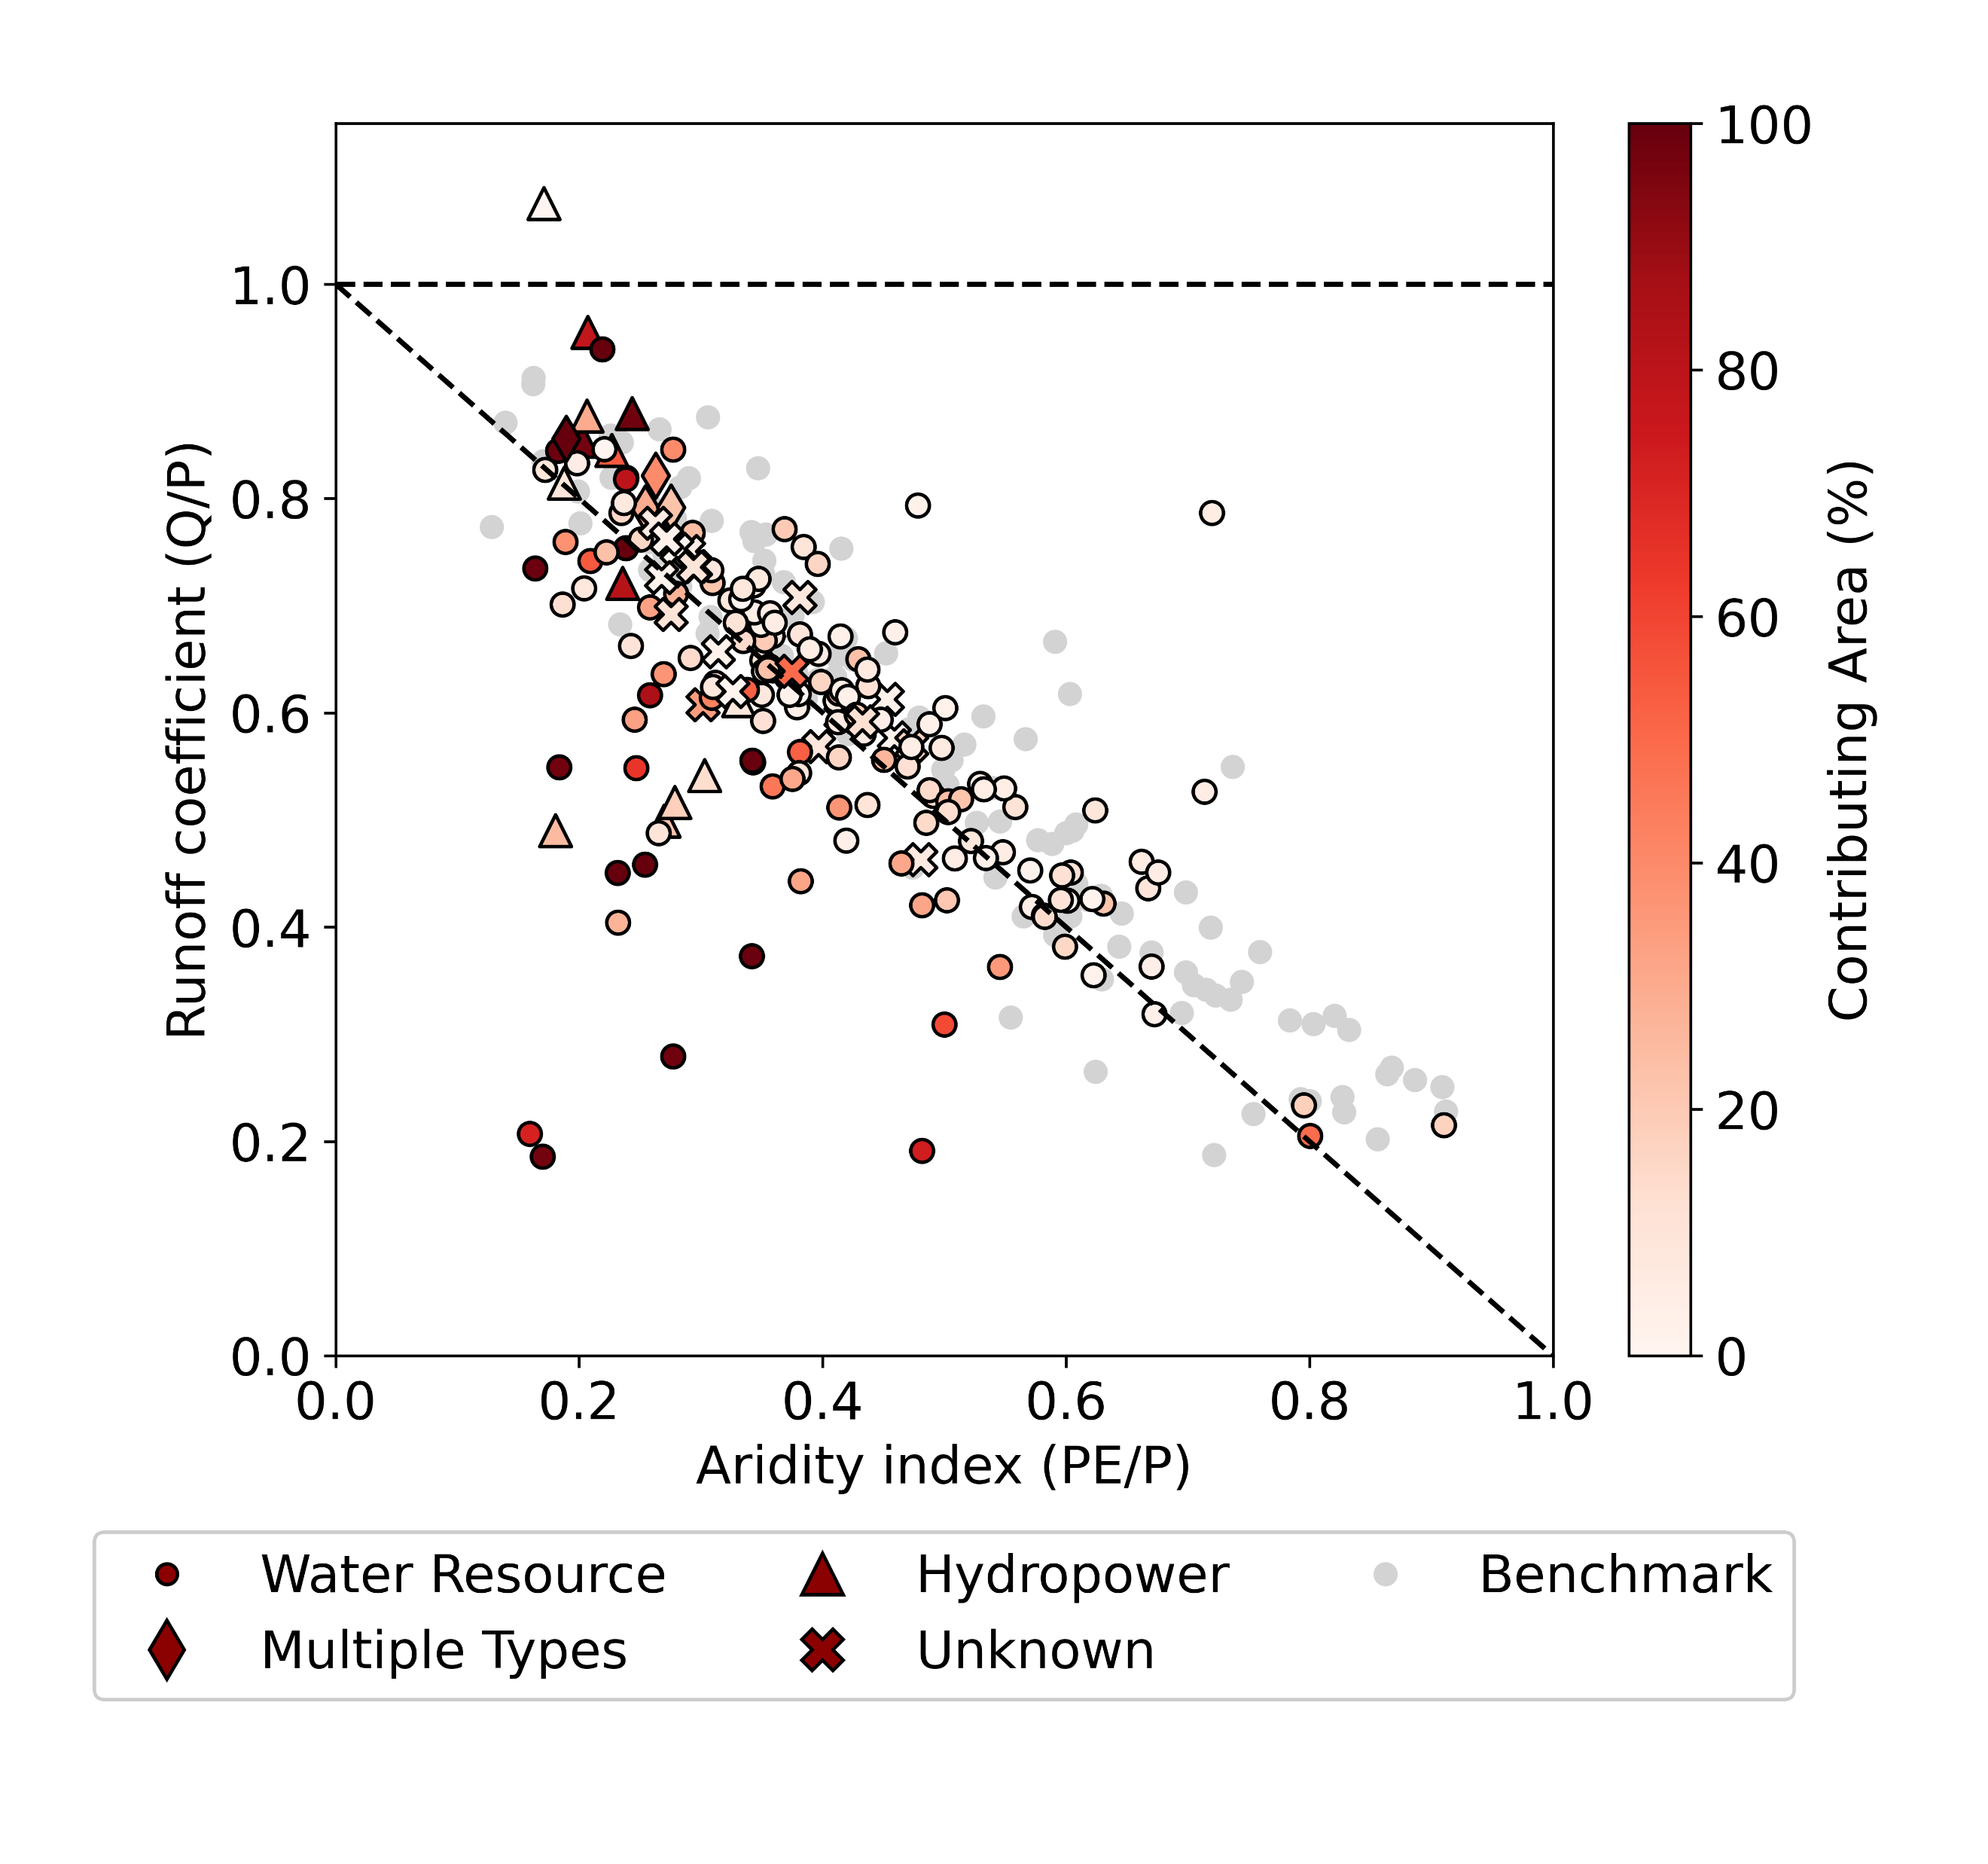 Runoff coefficient (Q/P)
1.0
0.8
0.6
0.4
0.2
0.0
0.0 0.2 0.4 0.6 0.8 1.0
Aridity index (PE/P)
100
80
60
40
20
0
Contributing Area (%)
Water Resource Hydropower Benchmark
Multiple Types Unknown